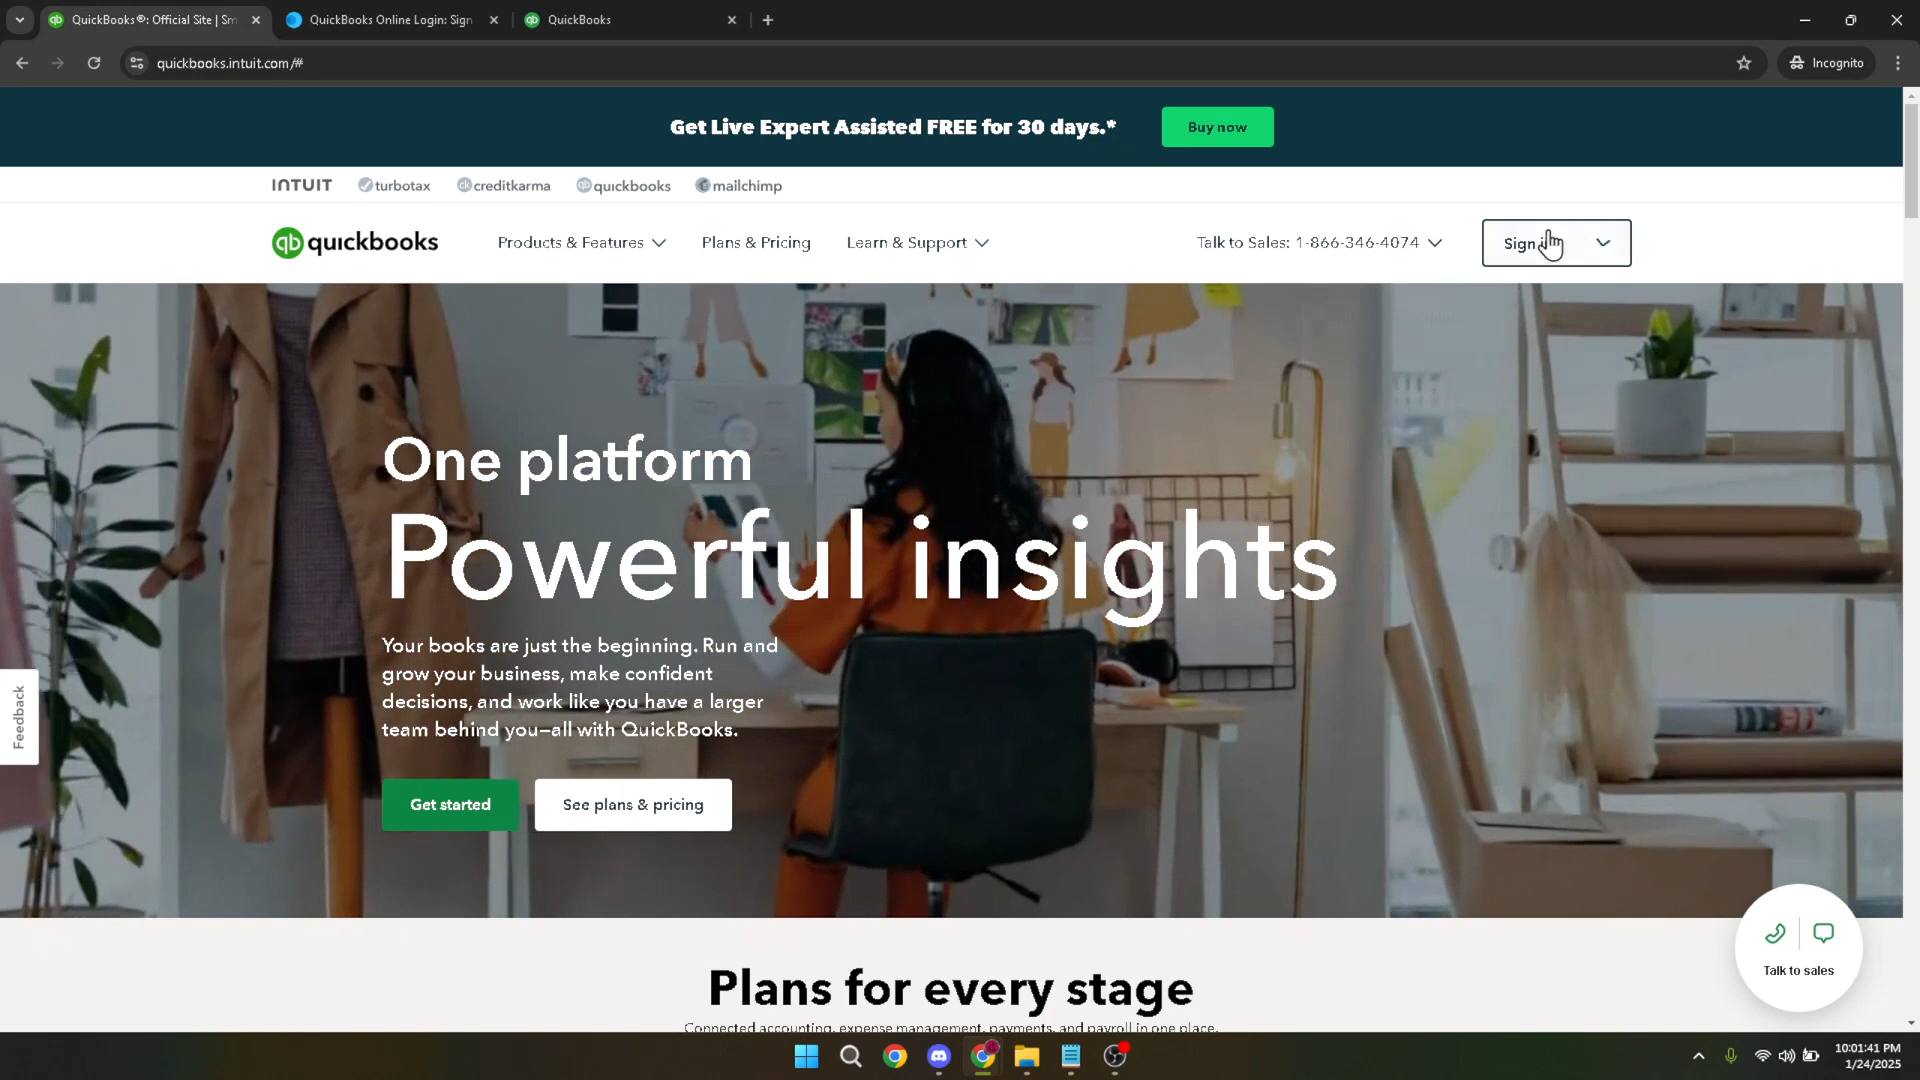 QuickBooks®: Official Site | Sm
QuickBooks Online Login: Sign
QuickBooks
quickbooks.intuit.com/#
Incognito
Get Live Expert Assisted FREE for 30 days.*
Buy now
INTUIT
turbotax
ck creditkarma
qb quickbooks
mailchimp
qb quickbooks
Products & Features
Plans & Pricing
Learn & Support
Talk to Sales: 1-866-346-4074
Sign in
One platform
Powerful insights
Your books are just the beginning. Run and
grow your business, make confident
decisions, and work like you have a larger
team behind you—all with QuickBooks.
Get started
See plans & pricing
Feedback
Talk to sales
Plans for every stage
Connected accounting, expense management, payments, and payroll in one place.
10:01:41 PM
1/24/2025